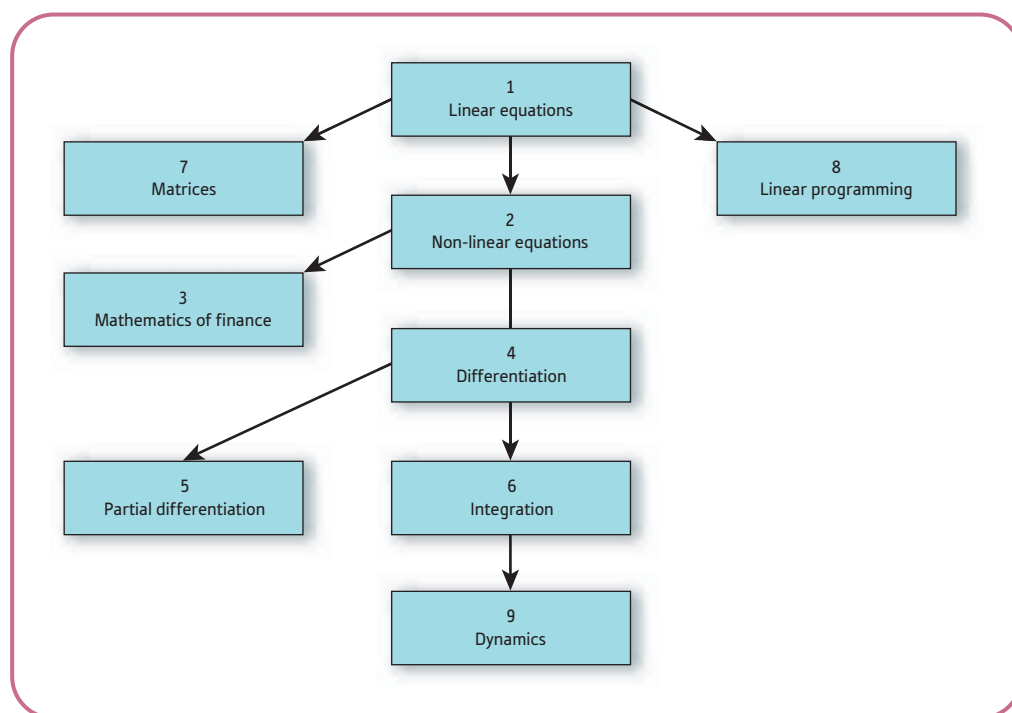 1
Linear equations
7
Matrices
8
Linear programming
2
Non-linear equations
3
Mathematics of finance
4
Differentiation
5
Partial differentiation
6
Integration
9
Dynamics